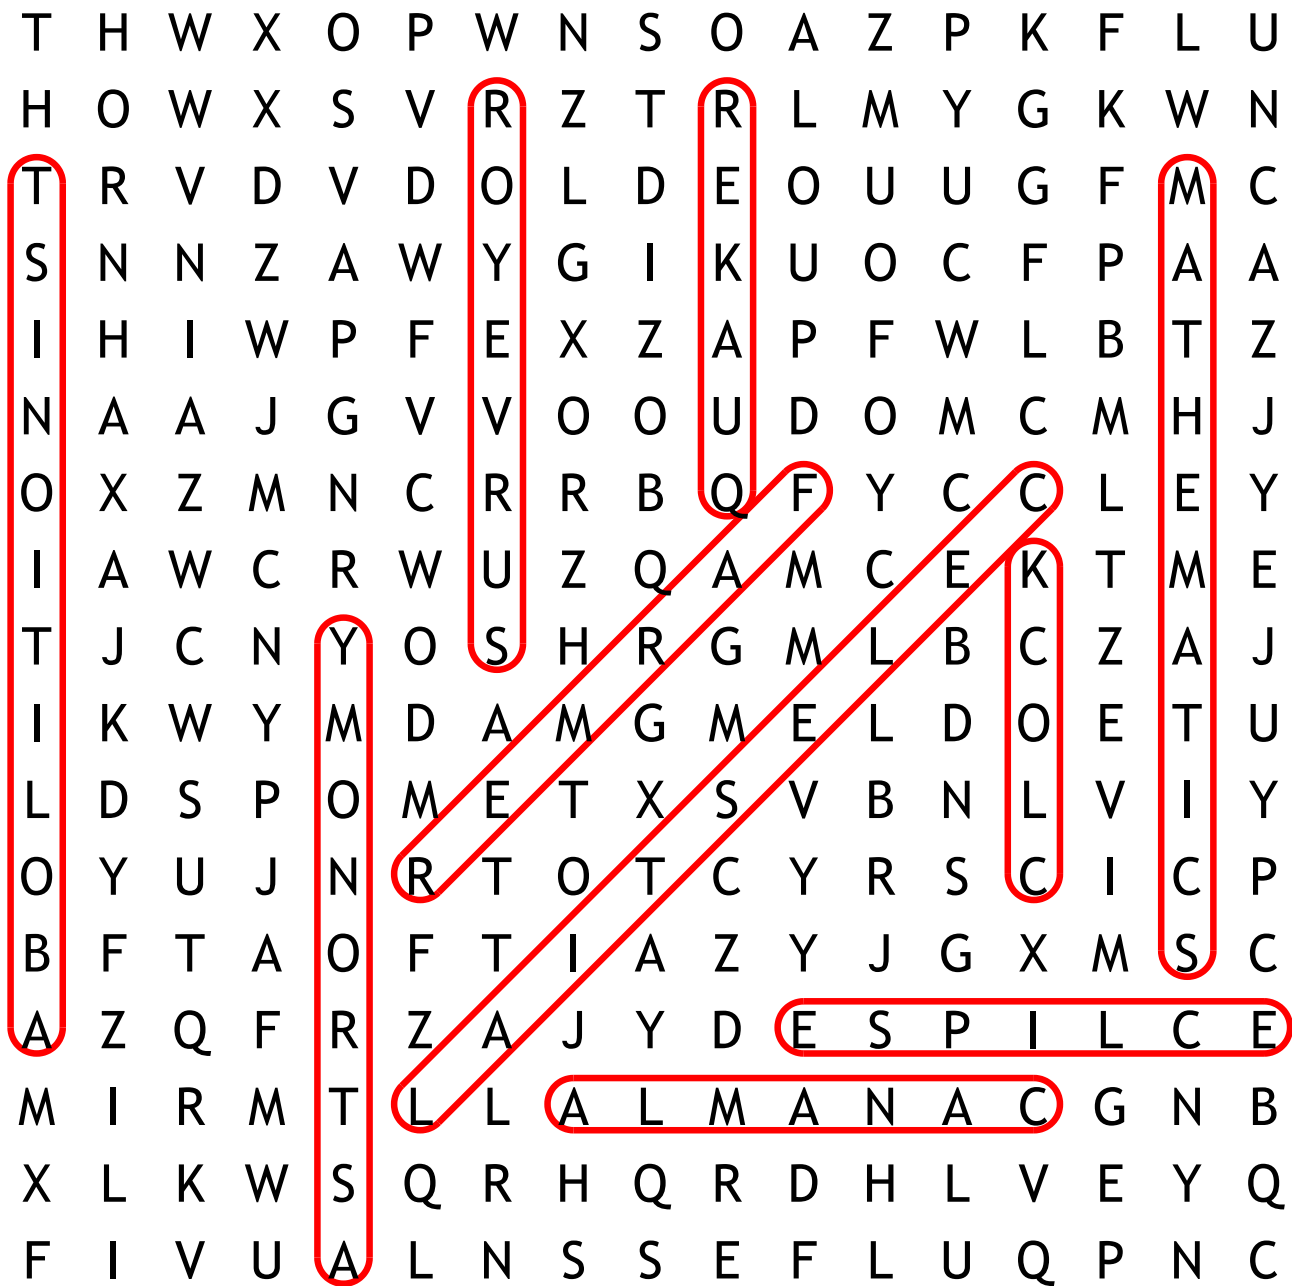 T H W X O P W N S O A Z P K F L U
H O W X S V R Z T R L M Y G K W N
T R V D V D O L D E O U U G F M C
S N N Z A W Y G I K U O C F P A A
I H I W P F E X Z A P F W L B T Z
N A A J G V V O O U D O M C M H J
O X Z M N C R R B Q F Y C C L E Y
I A W C R W U Z Q A M C E K T M E
T J C N Y O S H R G M L B C Z A J
I K W Y M D A M G M E L D O E T U
L D S P O M E T X S V B N L V I Y
O Y U J N R T O T C Y R S C I C P
B F T A O F T I A Z Y J G X M S C
A Z Q F R Z A J Y D E S P I L C E
M I R M T L L A L M A N A C G N B
X L K W S Q R H Q R D H L V E Y Q
F I V U A L N S S E F L U Q P N C